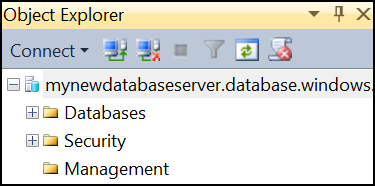 Object Explorer
Connect
mynewdatabaseserver.database.windows.
Databases
Security
Management